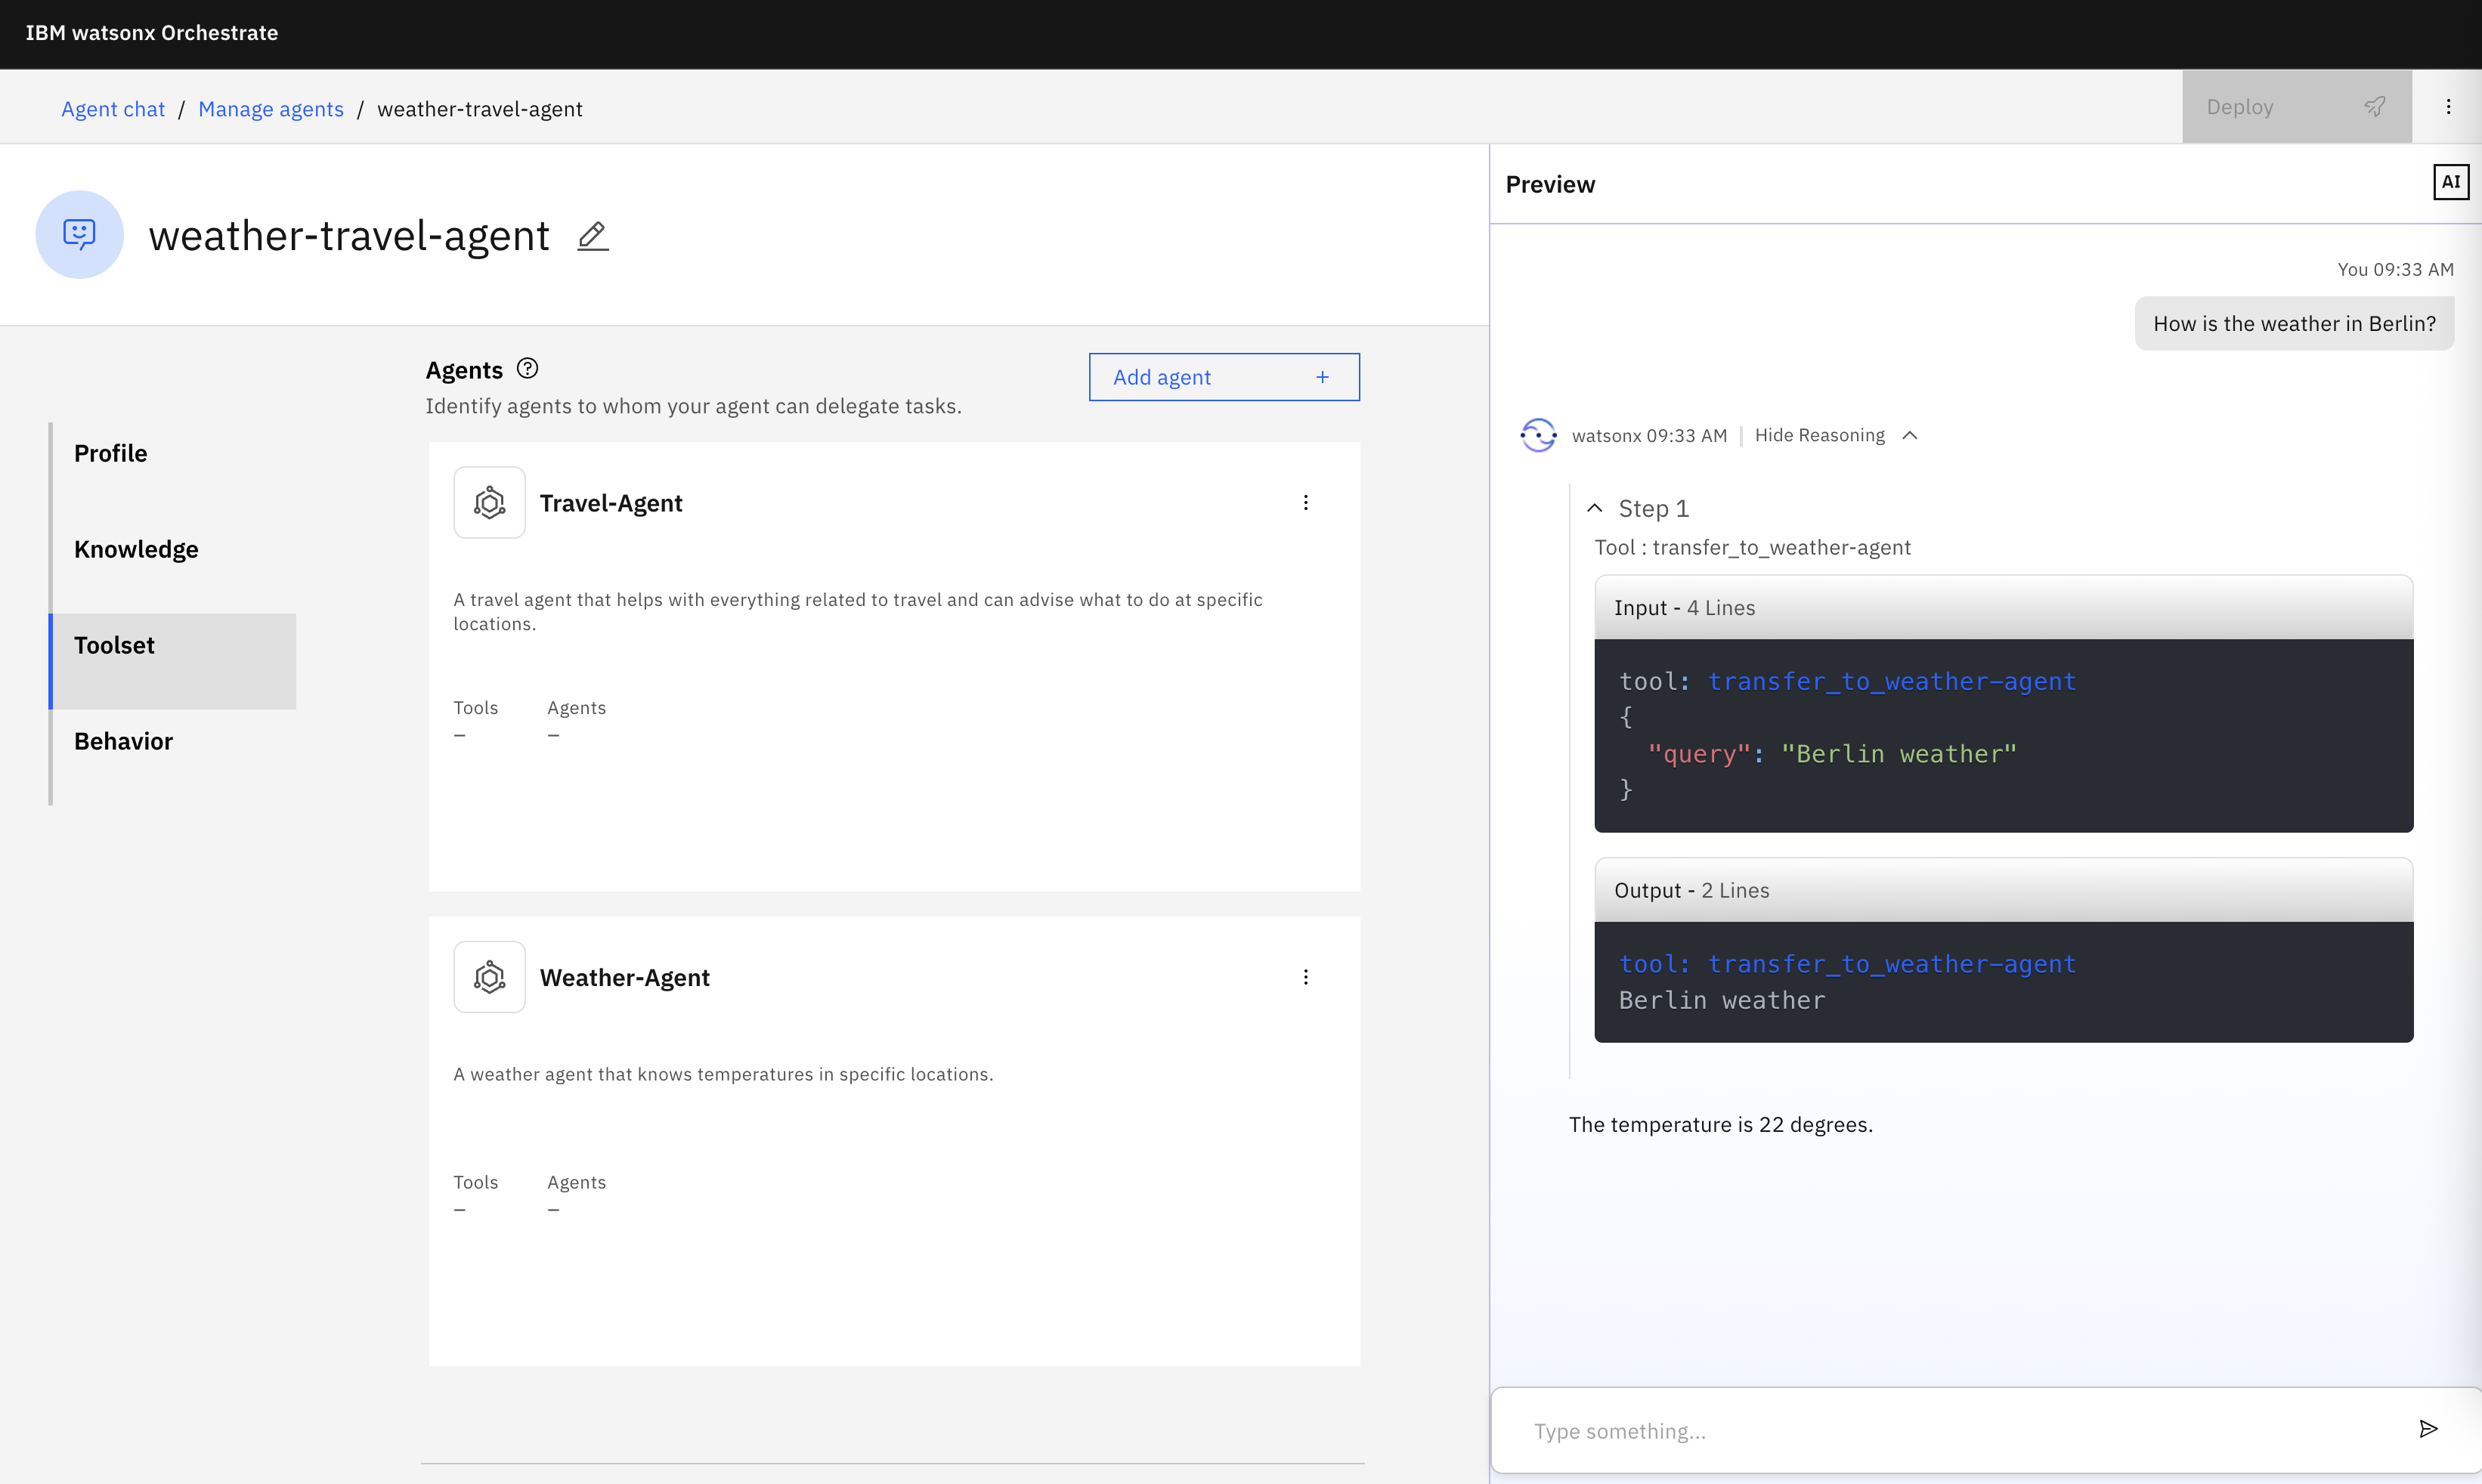 IBM watsonx Orchestrate
Agent chat / Manage agents / weather-travel-agent
Deploy
weather-travel-agent
Profile
Knowledge
Toolset
Behavior
Agents
Identify agents to whom your agent can delegate tasks.
Add agent +
Travel-Agent
A travel agent that helps with everything related to travel and can advise what to do at specific
locations.
Tools Agents
– –
Weather-Agent
A weather agent that knows temperatures in specific locations.
Tools Agents
– –
Preview
AI
You 09:33 AM
How is the weather in Berlin?
watsonx 09:33 AM | Hide Reasoning
Step 1
Tool : transfer_to_weather-agent
Input - 4 Lines
tool: transfer_to_weather-agent
{
"query": "Berlin weather"
}
Output - 2 Lines
tool: transfer_to_weather-agent
Berlin weather
The temperature is 22 degrees.
Type something...